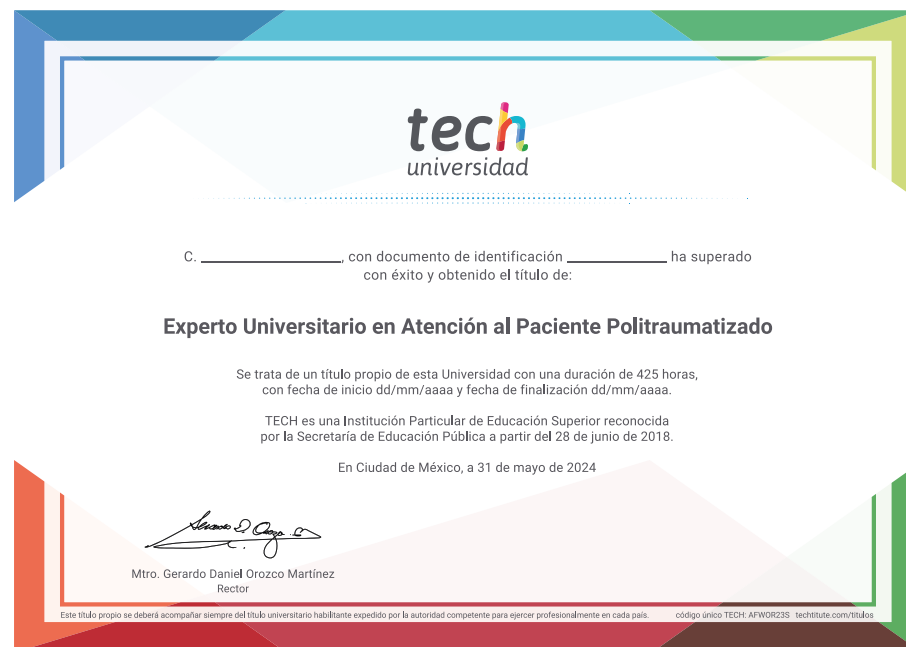 tech
universidad
C. ____________________, con documento de identificación ______________ ha superado
con éxito y obtenido el título de:
Experto Universitario en Atención al Paciente Politraumatizado
Se trata de un título propio de esta Universidad con una duración de 425 horas,
con fecha de inicio dd/mm/aaaa y fecha de finalización dd/mm/aaaa.
TECH es una Institución Particular de Educación Superior reconocida
por la Secretaría de Educación Pública a partir del 28 de junio de 2018.
En Ciudad de México, a 31 de mayo de 2024
Mtro. Gerardo Daniel Orozco Martínez
Rector
Este título propio se deberá acompañar siempre del título universitario habilitante expedido por la autoridad competente para ejercer profesionalmente en cada país. código único TECH: AFWOR23S techtitute.com/titulos